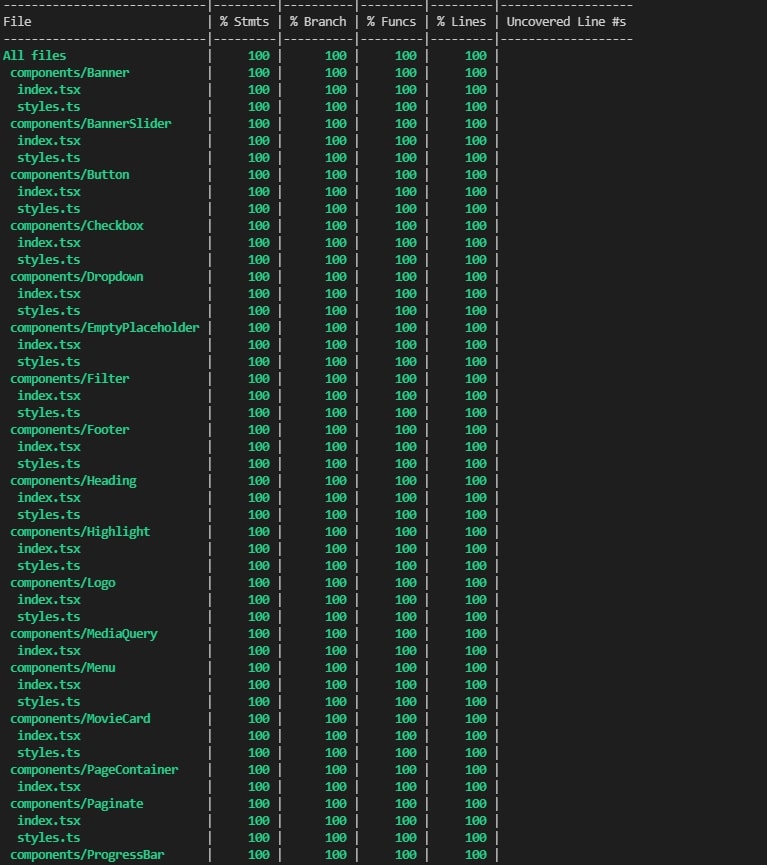 -----------------------------|---------|----------|---------|---------|-------------------
File                         | % Stmts | % Branch | % Funcs | % Lines | Uncovered Line #s
-----------------------------|---------|----------|---------|---------|-------------------
All files                    |     100 |      100 |     100 |     100 |
 components/Banner           |     100 |      100 |     100 |     100 |
  index.tsx                  |     100 |      100 |     100 |     100 |
  styles.ts                  |     100 |      100 |     100 |     100 |
 components/BannerSlider     |     100 |      100 |     100 |     100 |
  index.tsx                  |     100 |      100 |     100 |     100 |
  styles.ts                  |     100 |      100 |     100 |     100 |
 components/Button           |     100 |      100 |     100 |     100 |
  index.tsx                  |     100 |      100 |     100 |     100 |
  styles.ts                  |     100 |      100 |     100 |     100 |
 components/Checkbox         |     100 |      100 |     100 |     100 |
  index.tsx                  |     100 |      100 |     100 |     100 |
  styles.ts                  |     100 |      100 |     100 |     100 |
 components/Dropdown         |     100 |      100 |     100 |     100 |
  index.tsx                  |     100 |      100 |     100 |     100 |
  styles.ts                  |     100 |      100 |     100 |     100 |
 components/EmptyPlaceholder |     100 |      100 |     100 |     100 |
  index.tsx                  |     100 |      100 |     100 |     100 |
  styles.ts                  |     100 |      100 |     100 |     100 |
 components/Filter           |     100 |      100 |     100 |     100 |
  index.tsx                  |     100 |      100 |     100 |     100 |
  styles.ts                  |     100 |      100 |     100 |     100 |
 components/Footer           |     100 |      100 |     100 |     100 |
  index.tsx                  |     100 |      100 |     100 |     100 |
  styles.ts                  |     100 |      100 |     100 |     100 |
 components/Heading          |     100 |      100 |     100 |     100 |
  index.tsx                  |     100 |      100 |     100 |     100 |
  styles.ts                  |     100 |      100 |     100 |     100 |
 components/Highlight        |     100 |      100 |     100 |     100 |
  index.tsx                  |     100 |      100 |     100 |     100 |
  styles.ts                  |     100 |      100 |     100 |     100 |
 components/Logo             |     100 |      100 |     100 |     100 |
  index.tsx                  |     100 |      100 |     100 |     100 |
  styles.ts                  |     100 |      100 |     100 |     100 |
 components/MediaQuery       |     100 |      100 |     100 |     100 |
  index.tsx                  |     100 |      100 |     100 |     100 |
 components/Menu             |     100 |      100 |     100 |     100 |
  index.tsx                  |     100 |      100 |     100 |     100 |
  styles.ts                  |     100 |      100 |     100 |     100 |
 components/MovieCard        |     100 |      100 |     100 |     100 |
  index.tsx                  |     100 |      100 |     100 |     100 |
  styles.ts                  |     100 |      100 |     100 |     100 |
 components/PageContainer    |     100 |      100 |     100 |     100 |
  index.tsx                  |     100 |      100 |     100 |     100 |
 components/Paginate         |     100 |      100 |     100 |     100 |
  index.tsx                  |     100 |      100 |     100 |     100 |
  styles.ts                  |     100 |      100 |     100 |     100 |
 components/ProgressBar      |     100 |      100 |     100 |     100 |